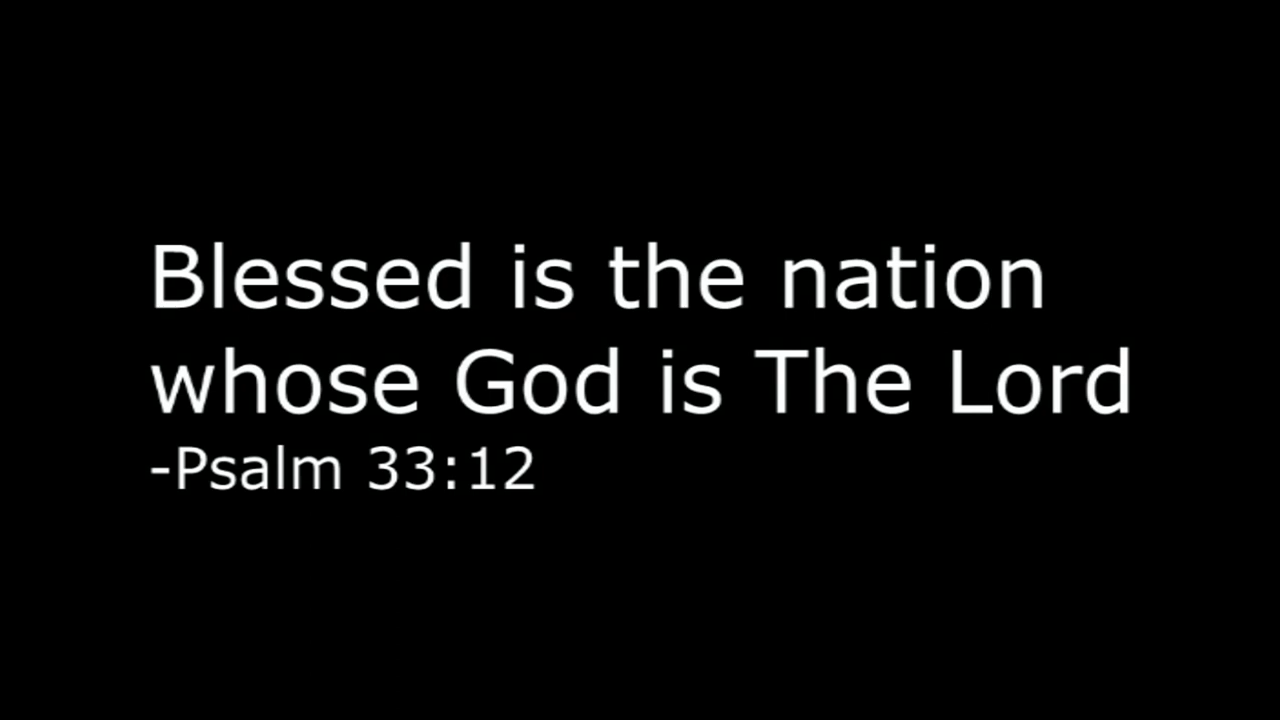 Blessed is the nation
whose God is The Lord
-Psalm 33:12